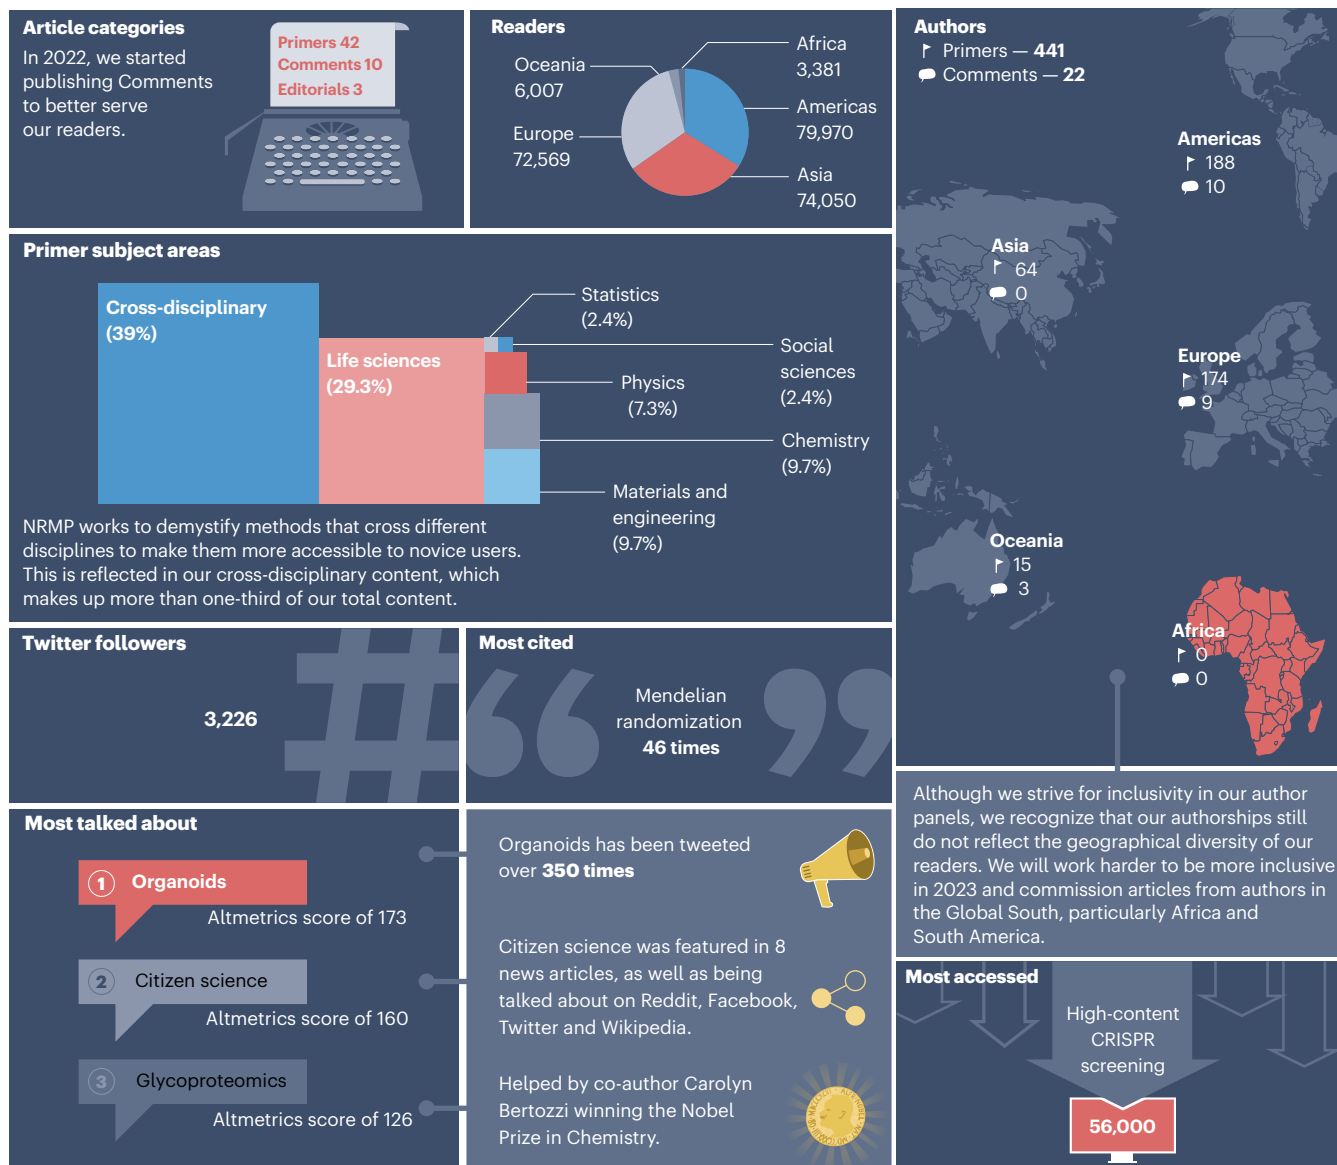 Article categories
In 2022, we started
publishing Comments
to better serve
our readers.
Primers 42
Comments 10
Editorials 3
Readers
Oceania
6,007
Europe
72,569
Africa
3,381
Americas
79,970
Asia
74,050
Authors
Primers — 441
Comments — 22
Americas
188
10
Asia
64
0
Europe
174
9
Oceania
15
3
Africa
0
0
Although we strive for inclusivity in our author
panels, we recognize that our authorships still
do not reflect the geographical diversity of our
readers. We will work harder to be more inclusive
in 2023 and commission articles from authors in
the Global South, particularly Africa and
South America.
Primer subject areas
Cross-disciplinary
(39%)
Life sciences
(29.3%)
Statistics
(2.4%)
Social
sciences
(2.4%)
Physics
(7.3%)
Chemistry
(9.7%)
Materials and
engineering
(9.7%)
NRMP works to demystify methods that cross different
disciplines to make them more accessible to novice users.
This is reflected in our cross-disciplinary content, which
makes up more than one-third of our total content.
Twitter followers
3,226
#
Most cited
“
Mendelian
randomization
46 times
”
Most talked about
1 Organoids
Altmetrics score of 173
2 Citizen science
Altmetrics score of 160
3 Glycoproteomics
Altmetrics score of 126
Organoids has been tweeted
over 350 times
Citizen science was featured in 8
news articles, as well as being
talked about on Reddit, Facebook,
Twitter and Wikipedia.
Helped by co-author Carolyn
Bertozzi winning the Nobel
Prize in Chemistry.
Most accessed
High-content
CRISPR
screening
56,000